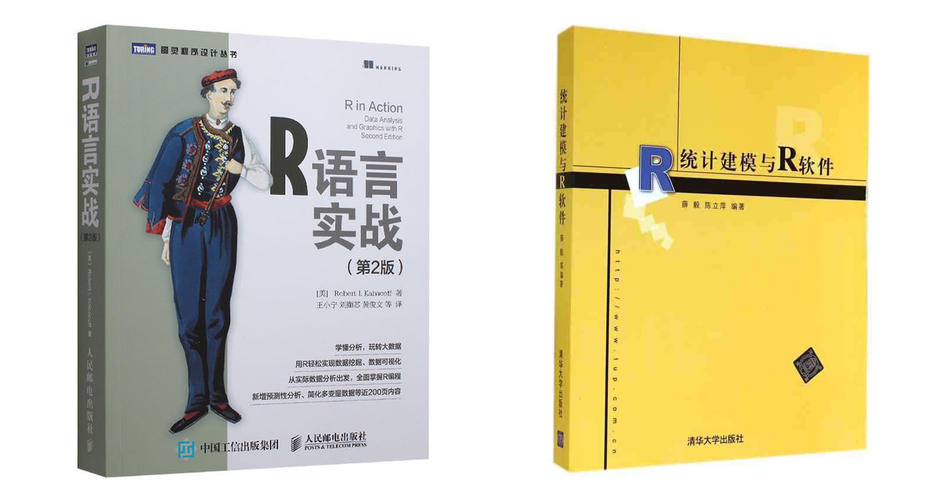 R语言实战
(第2版)
[美] Robert I. Kabacoff 著
人民邮电出版社
TURING
图灵程序设计丛书
MANNING
R in Action
Data Analysis
and Graphics with R
Second Edition
R语言
实战
(第2版)
[美] Robert I. Kabacoff 著
王小宁 刘撷芯 黄俊文 等 译
学懂分析,玩转大数据
用R轻松实现数据挖掘、数据可视化
从实际数据分析出发,全面掌握R编程
新增预测性分析、简化多变量数据等近200页内容
中国工信出版集团
人民邮电出版社
POSTS & TELECOM PRESS
统计建模与R软件
薛毅 陈立萍 编著
清华大学出版社
R
R
统计建模与R软件
薛毅 陈立萍 编著
http://www.tup.com.cn
清华大学出版社